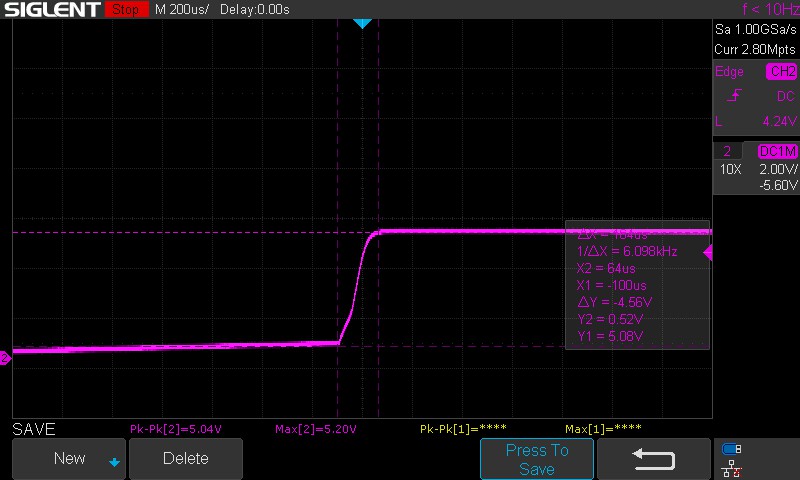 SIGLENT Stop M 200us/ Delay:0.00s f < 10Hz
Sa 1.00GSa/s
Curr 2.80Mpts
Edge CH2
DC
L 4.24V
2 DC1M
10X 2.00V/
-5.60V
ΔX = 164us
1/ΔX = 6.098kHz
X2 = 64us
X1 = -100us
ΔY = -4.56V
Y2 = 0.52V
Y1 = 5.08V
2
SAVE Pk-Pk[2]=5.04V Max[2]=5.20V Pk-Pk[1]=**** Max[1]=****
New Delete Press To
Save